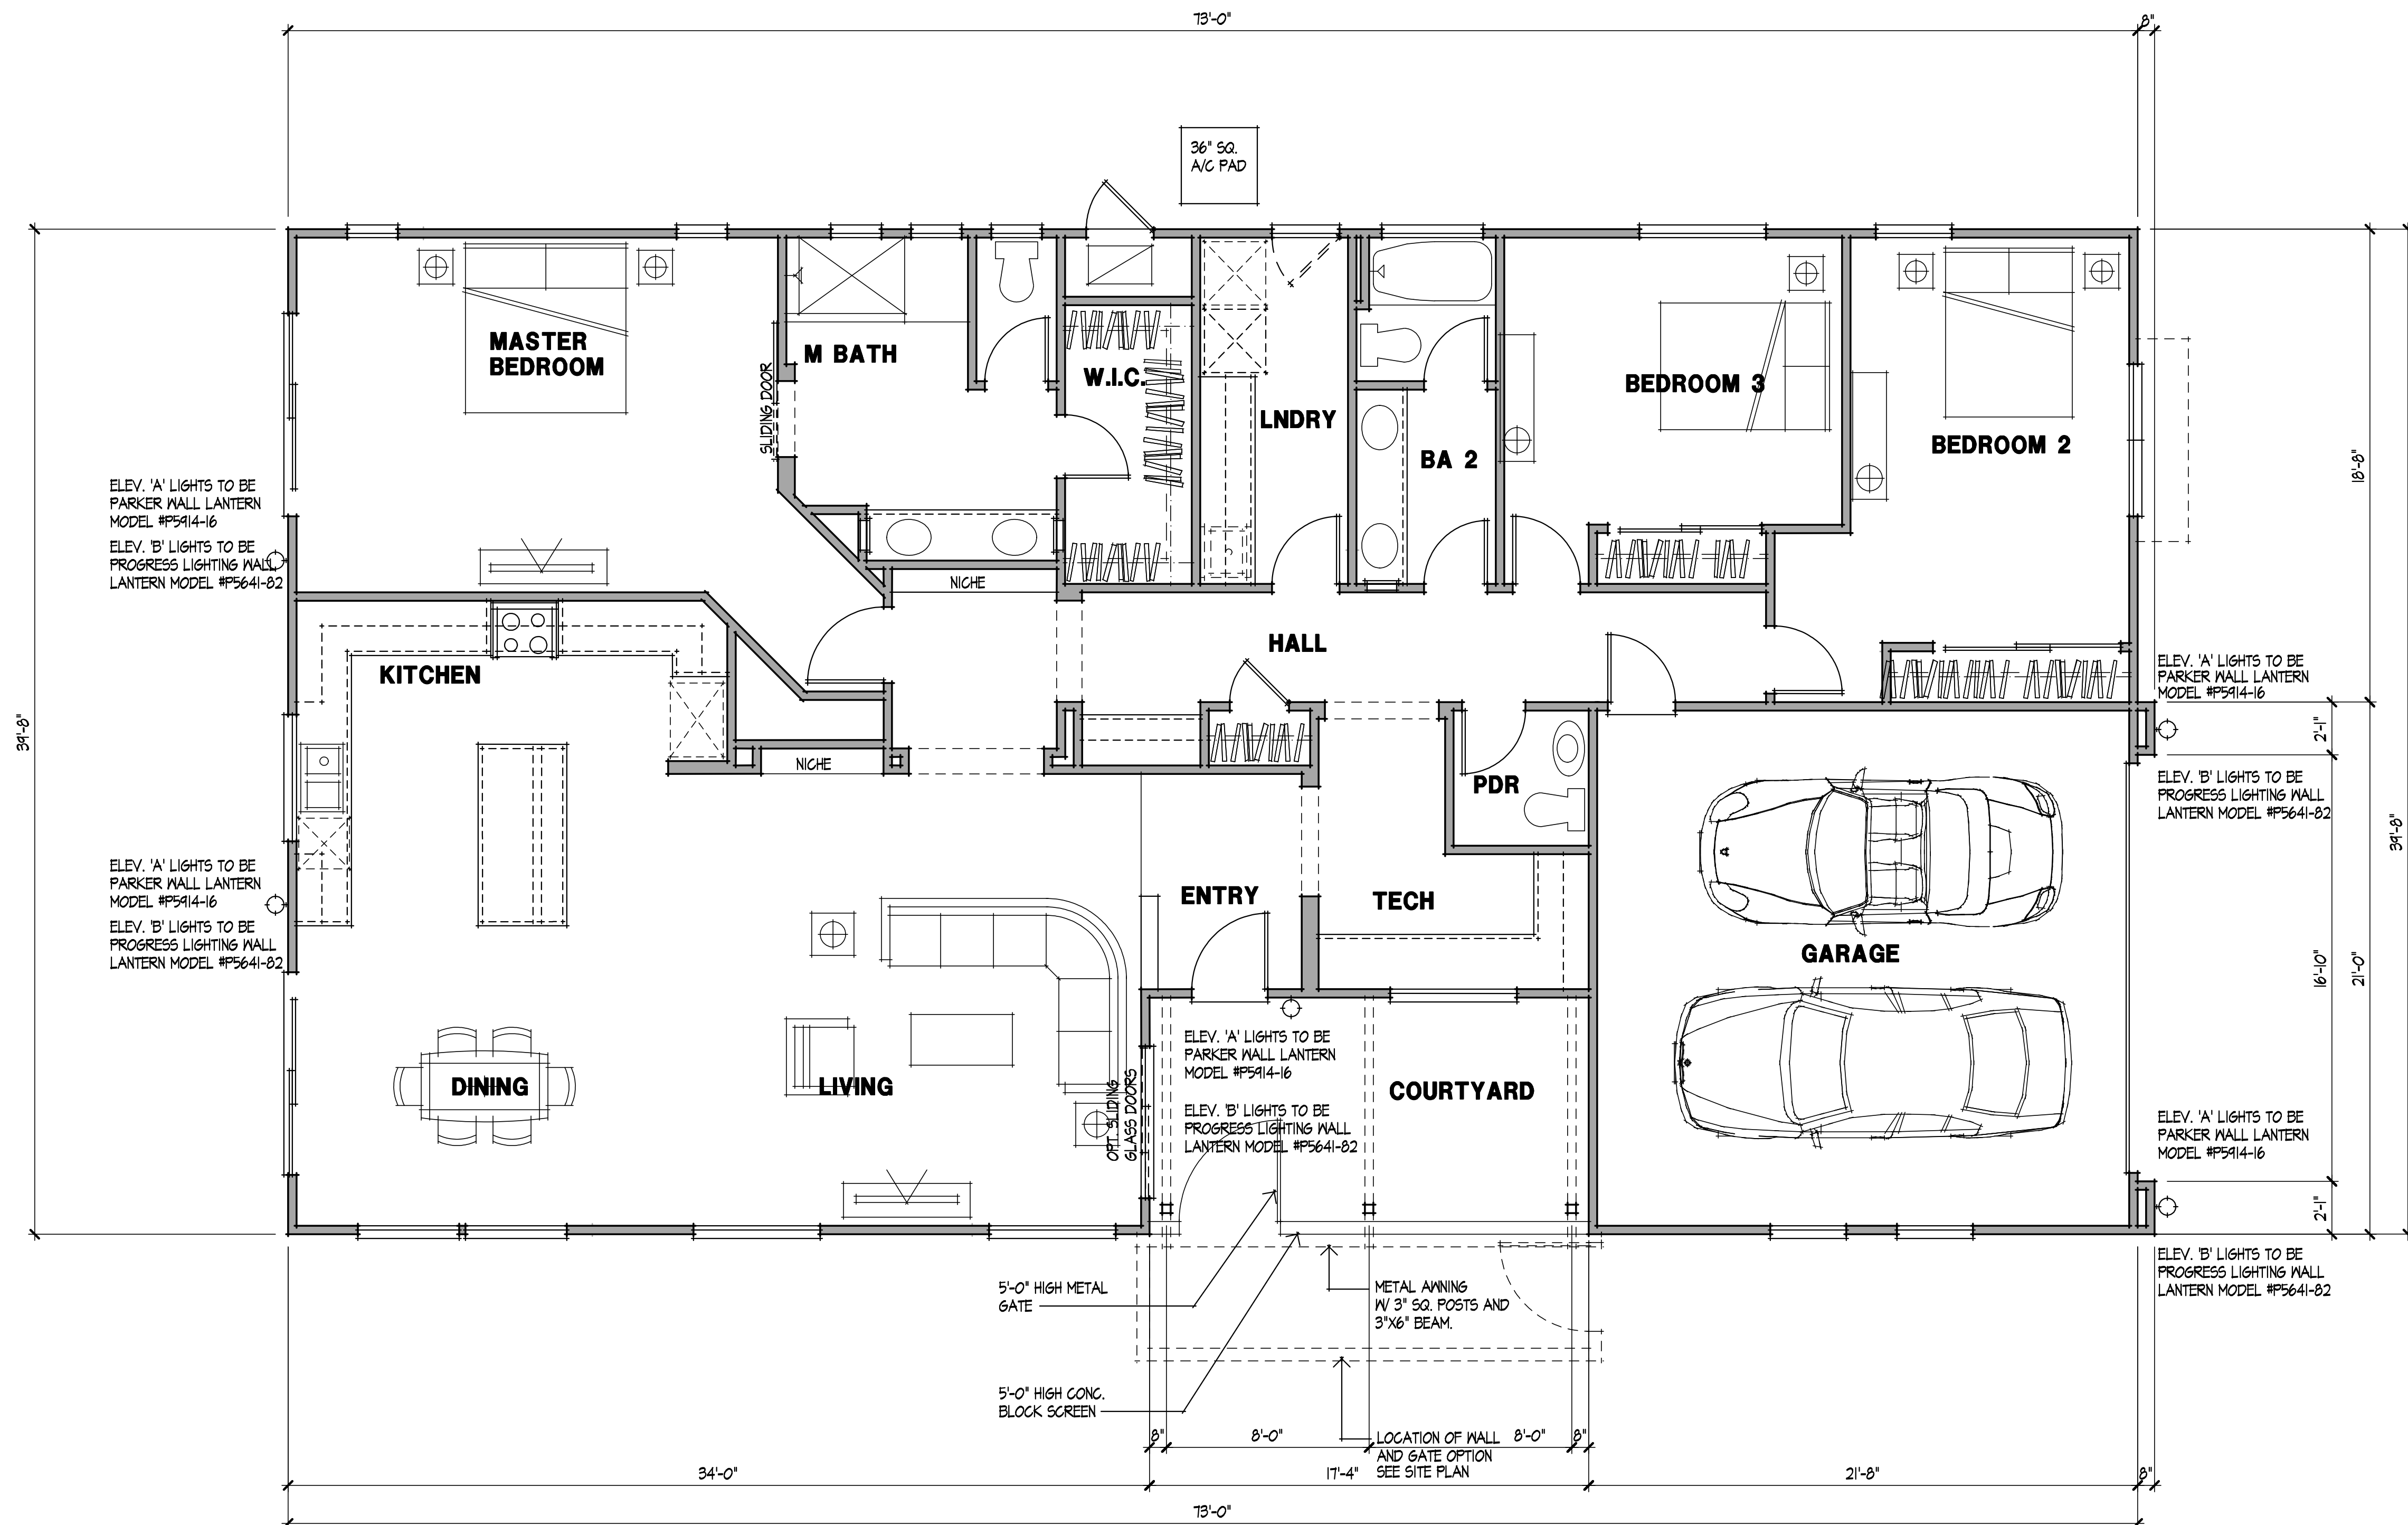 73'-0"
8"
36" SQ.
A/C PAD
MASTER
BEDROOM
M BATH
SLIDING DOOR
W.I.C.
LNDRY
BA 2
BEDROOM 3
BEDROOM 2
18'-8"
39'-8"
ELEV. 'A' LIGHTS TO BE
PARKER WALL LANTERN
MODEL #P5914-16
ELEV. 'B' LIGHTS TO BE
PROGRESS LIGHTING WALL
LANTERN MODEL #P5641-82
NICHE
HALL
KITCHEN
NICHE
PDR
ELEV. 'A' LIGHTS TO BE
PARKER WALL LANTERN
MODEL #P5914-16
2'-1"
ELEV. 'B' LIGHTS TO BE
PROGRESS LIGHTING WALL
LANTERN MODEL #P5641-82
39'-8"
ELEV. 'A' LIGHTS TO BE
PARKER WALL LANTERN
MODEL #P5914-16
ELEV. 'B' LIGHTS TO BE
PROGRESS LIGHTING WALL
LANTERN MODEL #P5641-82
ENTRY
TECH
GARAGE
16'-10"
21'-0"
DINING
LIVING
OPT. SLIDING
GLASS DOORS
ELEV. 'A' LIGHTS TO BE
PARKER WALL LANTERN
MODEL #P5914-16
ELEV. 'B' LIGHTS TO BE
PROGRESS LIGHTING WALL
LANTERN MODEL #P5641-82
COURTYARD
ELEV. 'A' LIGHTS TO BE
PARKER WALL LANTERN
MODEL #P5914-16
2'-1"
ELEV. 'B' LIGHTS TO BE
PROGRESS LIGHTING WALL
LANTERN MODEL #P5641-82
5'-0" HIGH METAL
GATE
METAL AWNING
W/ 3" SQ. POSTS AND
3"X6" BEAM.
5'-0" HIGH CONC.
BLOCK SCREEN
LOCATION OF WALL
AND GATE OPTION
SEE SITE PLAN
8"
8'-0"
8'-0"
8"
34'-0"
17'-4"
21'-8"
8"
73'-0"